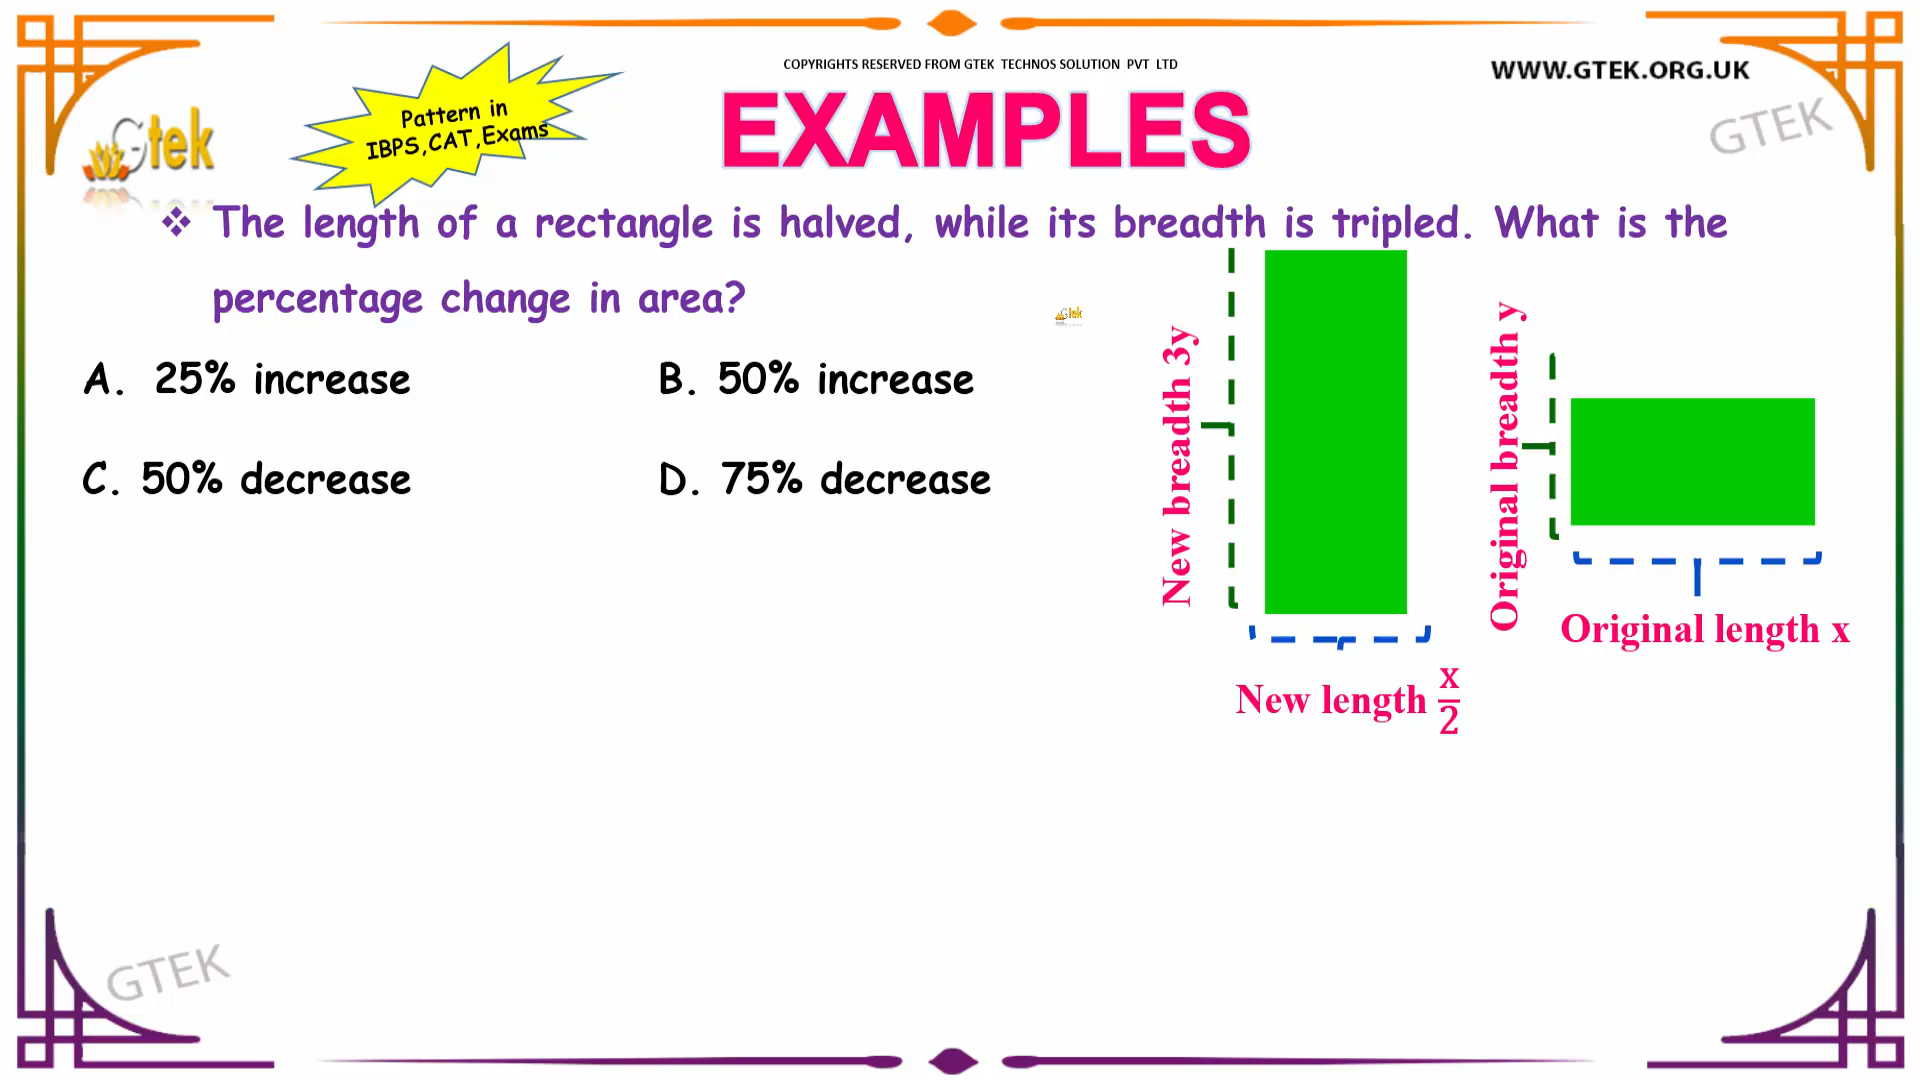 COPYRIGHTS RESERVED FROM GTEK TECHNOS SOLUTION PVT LTD
WWW.GTEK.ORG.UK
Gtek
Pattern in
IBPS,CAT,Exams
EXAMPLES
GTEK
❖ The length of a rectangle is halved, while its breadth is tripled. What is the
percentage change in area?
Gtek
A. 25% increase
B. 50% increase
C. 50% decrease
D. 75% decrease
New breadth 3y
New length x/2
Original breadth y
Original length x
GTEK